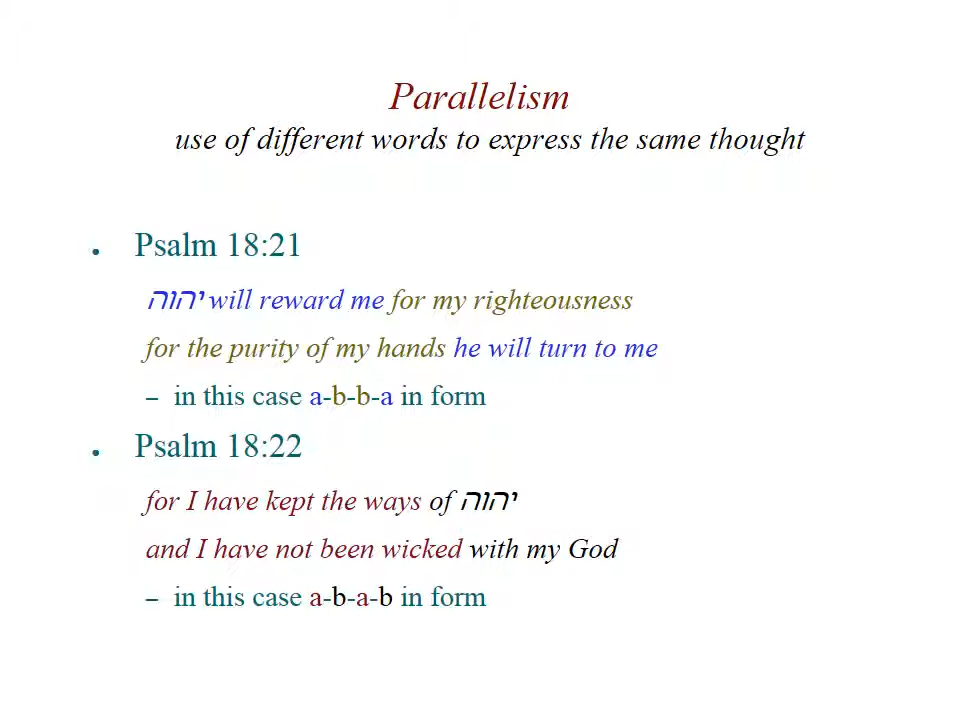 Parallelism
use of different words to express the same thought
• Psalm 18:21
יהוה will reward me for my righteousness
for the purity of my hands he will turn to me
– in this case a-b-b-a in form
• Psalm 18:22
for I have kept the ways of יהוה
and I have not been wicked with my God
– in this case a-b-a-b in form